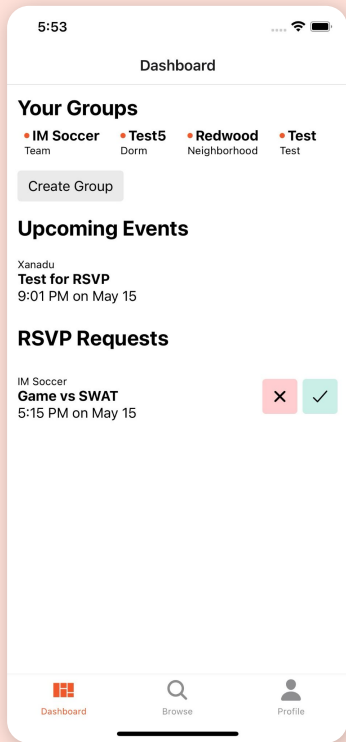 5:53
Dashboard
Your Groups
IM Soccer Test5 Redwood Test
Team Dorm Neighborhood Test
Create Group
Upcoming Events
Xanadu
Test for RSVP
9:01 PM on May 15
RSVP Requests
IM Soccer
Game vs SWAT
5:15 PM on May 15
Dashboard Browse Profile